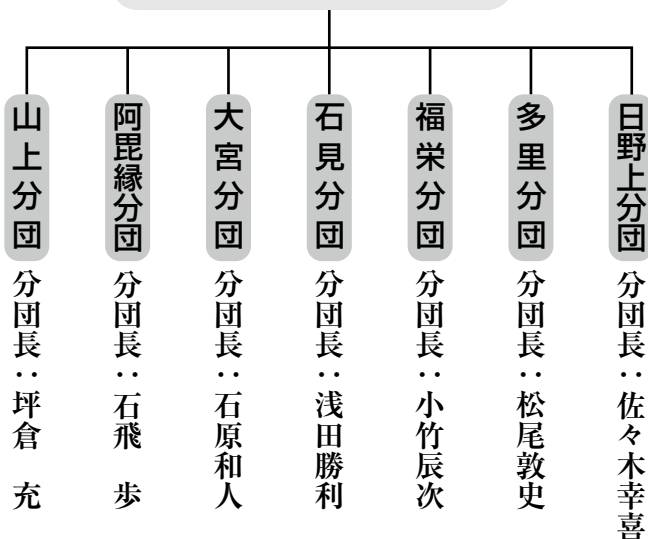 日野上分団
分団長：佐々木幸喜
多里分団
分団長：松尾敦史
福栄分団
分団長：小竹辰次
石見分団
分団長：浅田勝利
大宮分団
分団長：石原和人
阿毘縁分団
分団長：石飛　歩
山上分団
分団長：坪倉　充